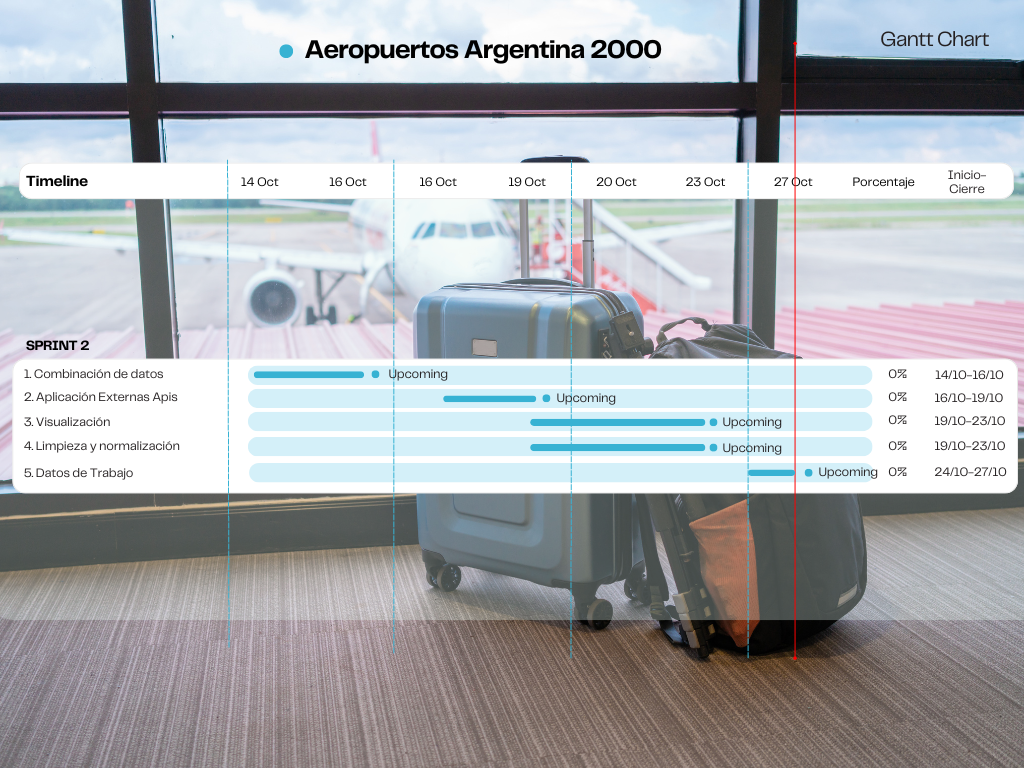 Aeropuertos Argentina 2000
Gantt Chart
Timeline 14 Oct 16 Oct 16 Oct 19 Oct 20 Oct 23 Oct 27 Oct Porcentaje Inicio-
Cierre
SPRINT 2
1. Combinación de datos Upcoming 0% 14/10-16/10
2. Aplicación Externas Apis Upcoming 0% 16/10-19/10
3. Visualización Upcoming 0% 19/10-23/10
4. Limpieza y normalización Upcoming 0% 19/10-23/10
5. Datos de Trabajo Upcoming 0% 24/10-27/10